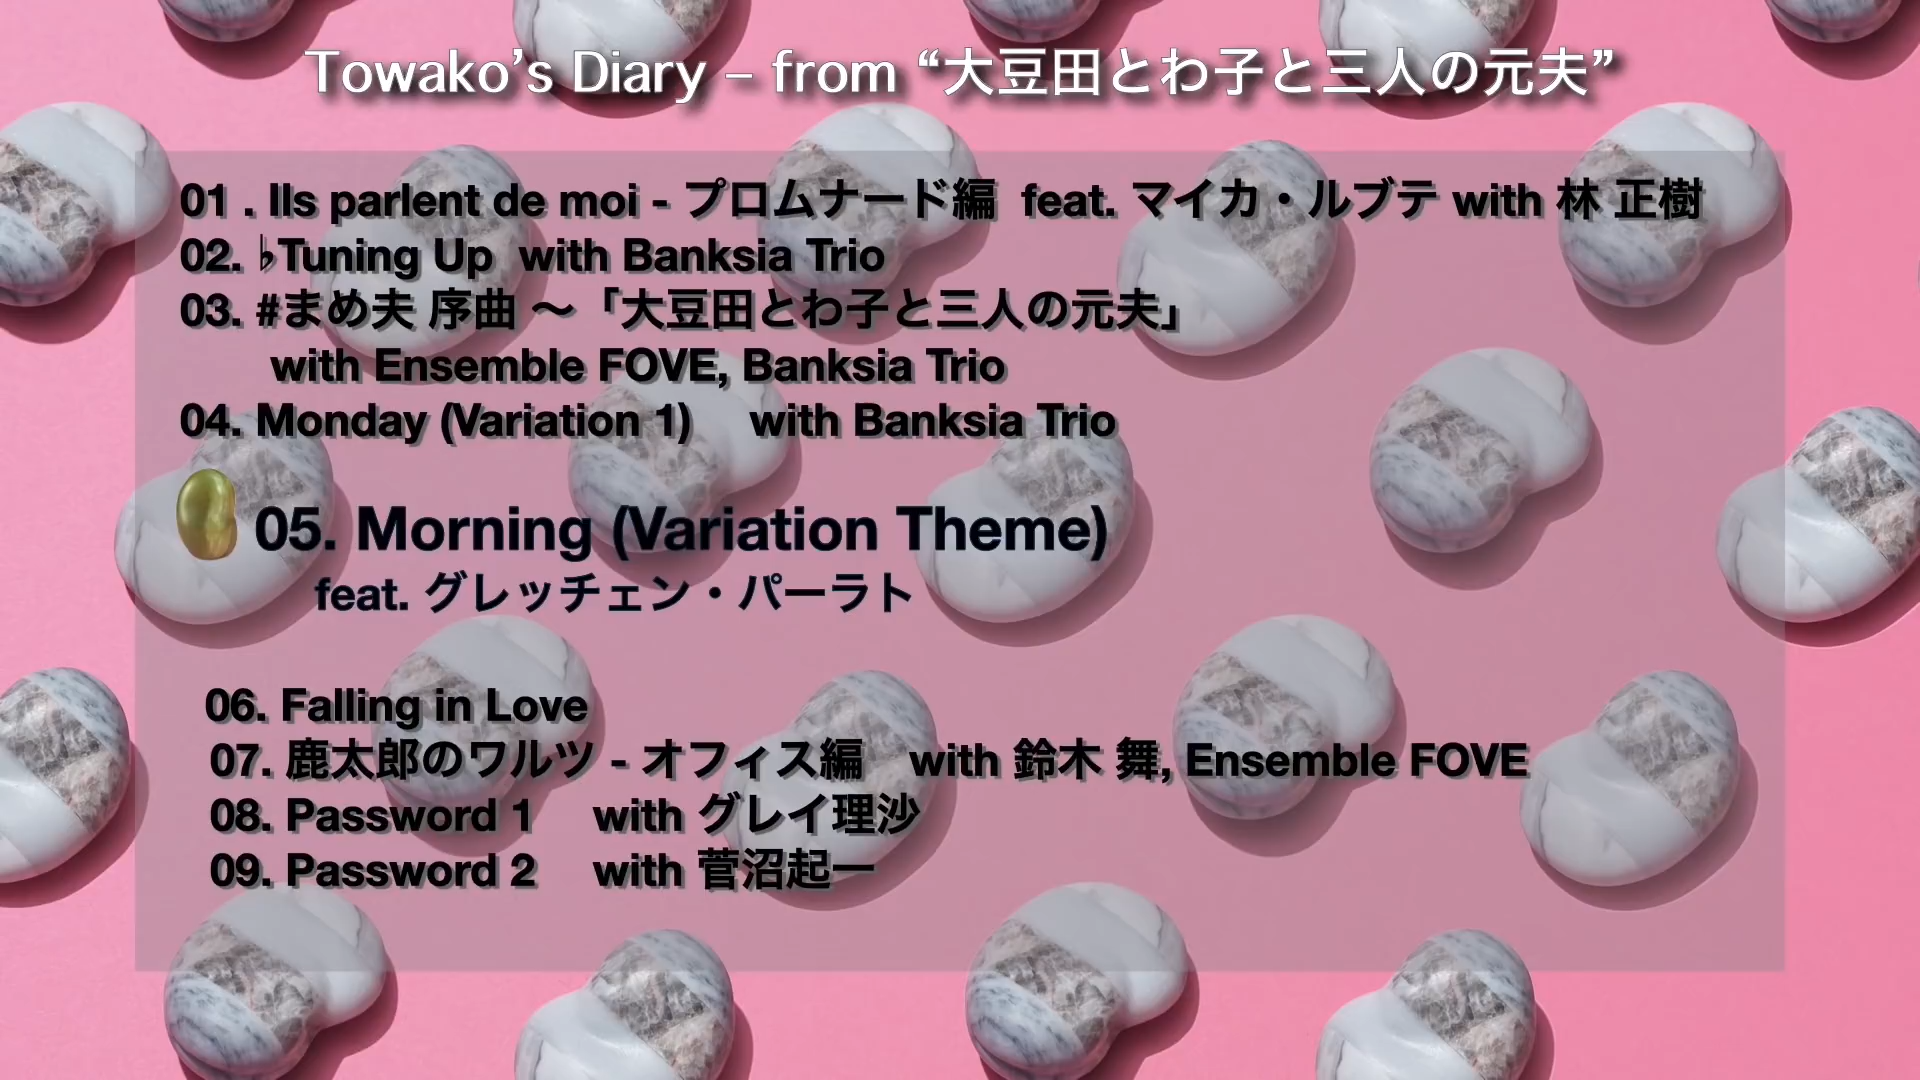 Towako’s Diary – from “大豆田とわ子と三人の元夫”
01 . Ils parlent de moi - プロムナード編 feat. マイカ・ルブテ with 林 正樹
02. ♭Tuning Up with Banksia Trio
03. #まめ夫 序曲 〜「大豆田とわ子と三人の元夫」
with Ensemble FOVE, Banksia Trio
04. Monday (Variation 1) with Banksia Trio
05. Morning (Variation Theme)
feat. グレッチェン・パーラト
06. Falling in Love
07. 鹿太郎のワルツ - オフィス編 with 鈴木 舞, Ensemble FOVE
08. Password 1 with グレイ理沙
09. Password 2 with 菅沼起一